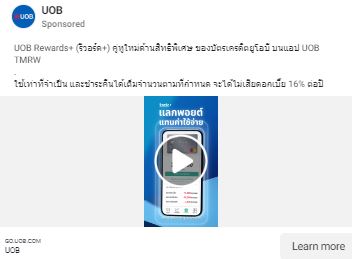 UOB
Sponsored
UOB Rewards+ (รีวอร์ด+) คู่หูใหม่ด้านสิทธิพิเศษ ของบัตรเครดิตยูโอบี บนแอป UOB
TMRW
.
ใช้เท่าที่จำเป็น และชำระคืนได้เต็มจำนวนตามที่กำหนด จะได้ไม่เสียดอกเบี้ย 16% ต่อปี
แลกพอยต์
แทนค่าใช้จ่าย
GO.UOB.COM
UOB
Learn more